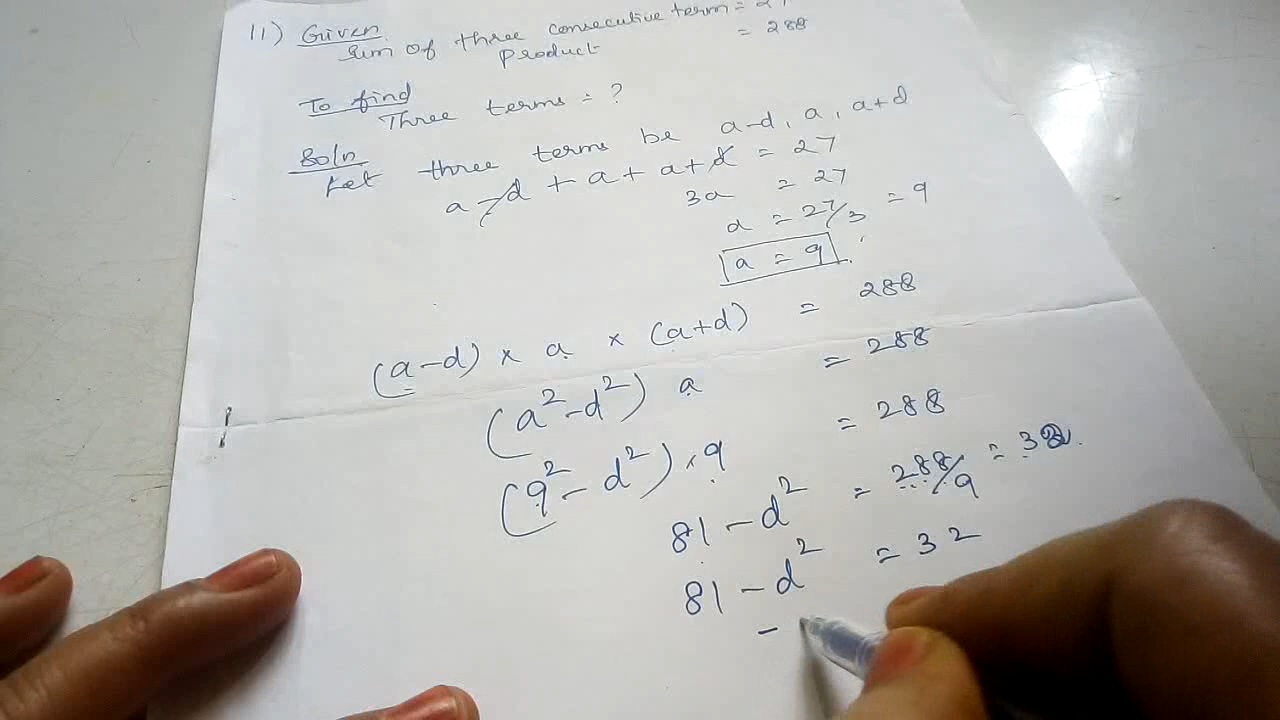 11) Given
Sum of three consecutive term = 27
Product = 288
To find
Three terms = ?
Soln
Let three terms be a-d, a, a+d
a - d + a + a + d = 27
3a = 27
a = 27/3 = 9
a = 9
(a-d) × a × (a+d) = 288
(a² - d²) a = 288
(9² - d²) × 9 = 288
81 - d² = 288/9 = 32
81 - d² = 32
-